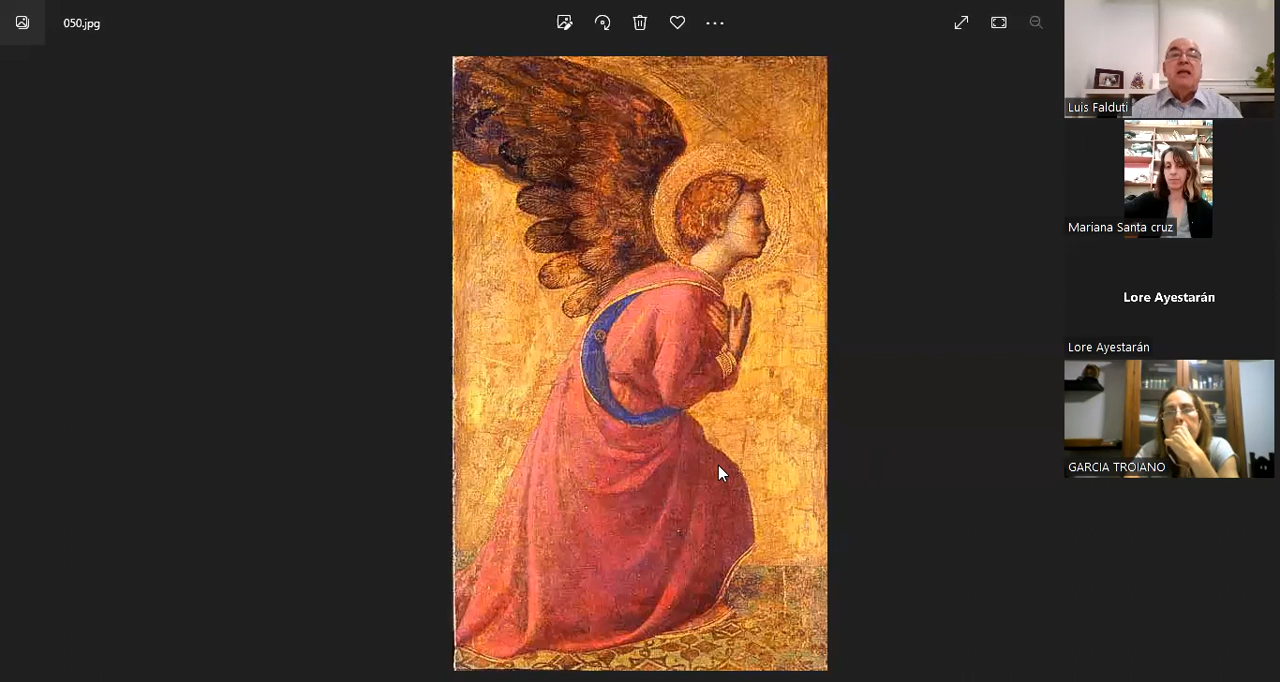 050.jpg
Luis Falduti
Mariana Santa cruz
Lore Ayestarán
Lore Ayestarán
GARCIA TROIANO